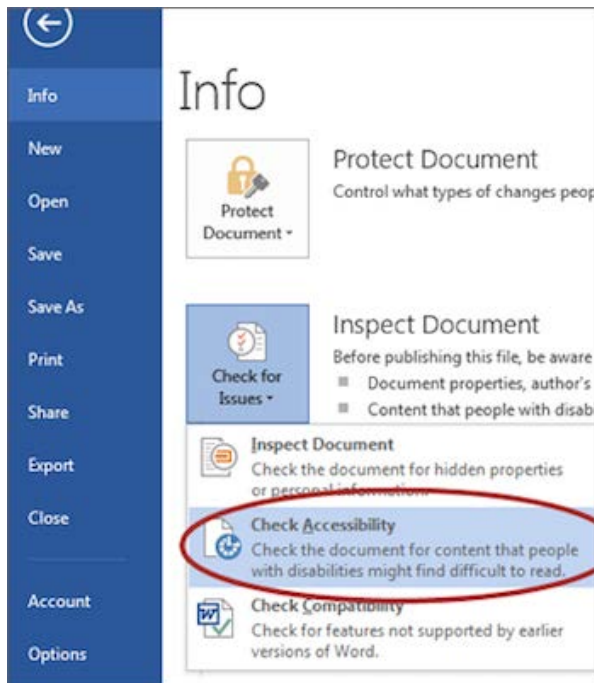 Info
New
Open
Save
Save As
Print
Share
Export
Close
Account
Options
Info
Protect
Document
Protect Document
Control what types of changes peop
Check for
Issues
Inspect Document
Before publishing this file, be aware
Document properties, author's
Content that people with disab
Inspect Document
Check the document for hidden properties
or personal information.
Check Accessibility
Check the document for content that people
with disabilities might find difficult to read.
Check Compatibility
Check for features not supported by earlier
versions of Word.